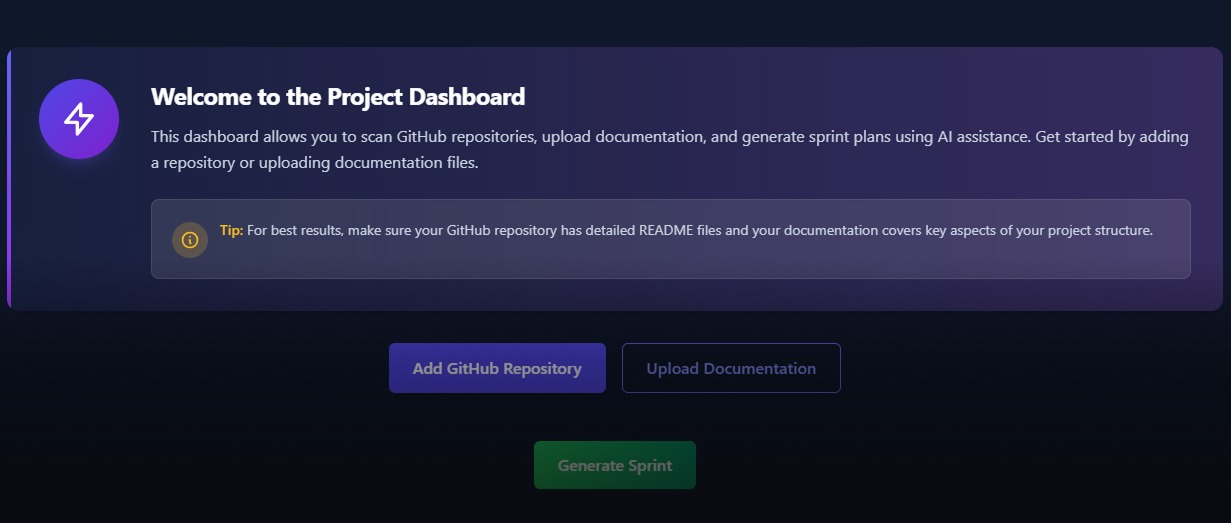 Welcome to the Project Dashboard
This dashboard allows you to scan GitHub repositories, upload documentation, and generate sprint plans using AI assistance. Get started by adding
a repository or uploading documentation files.
Tip: For best results, make sure your GitHub repository has detailed README files and your documentation covers key aspects of your project structure.
Add GitHub Repository
Upload Documentation
Generate Sprint